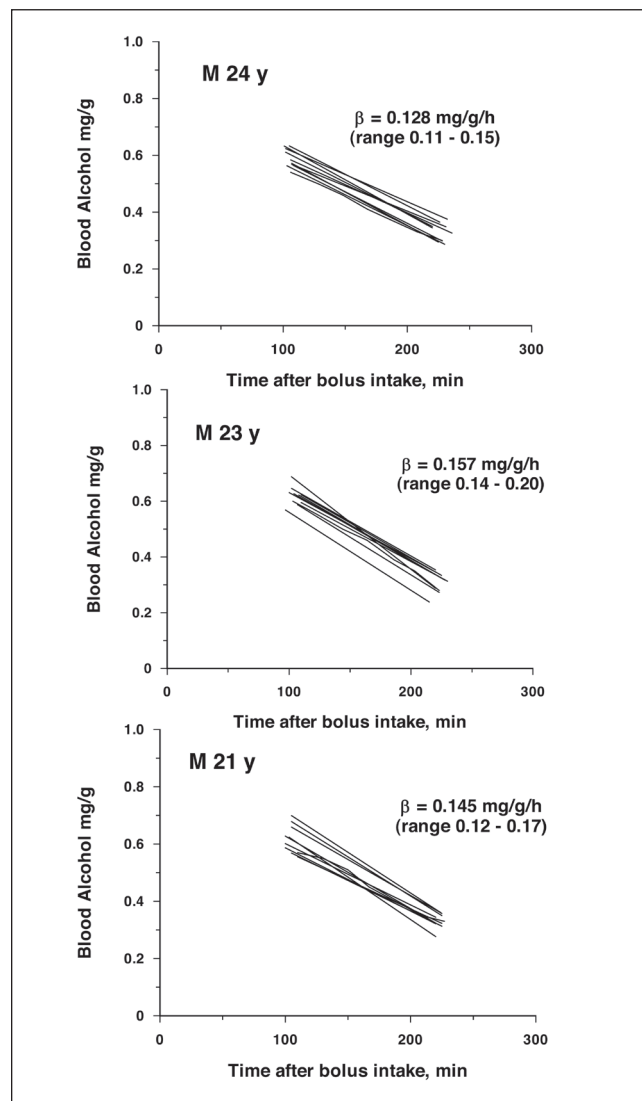 M 24 y
β = 0.128 mg/g/h
(range 0.11 - 0.15)
Blood Alcohol mg/g
1.0
0.8
0.6
0.4
0.2
0
0
100
200
300
Time after bolus intake, min
M 23 y
β = 0.157 mg/g/h
(range 0.14 - 0.20)
Blood Alcohol mg/g
1.0
0.8
0.6
0.4
0.2
0
0
100
200
300
Time after bolus intake, min
M 21 y
β = 0.145 mg/g/h
(range 0.12 - 0.17)
Blood Alcohol mg/g
1.0
0.8
0.6
0.4
0.2
0
0
100
200
300
Time after bolus intake, min